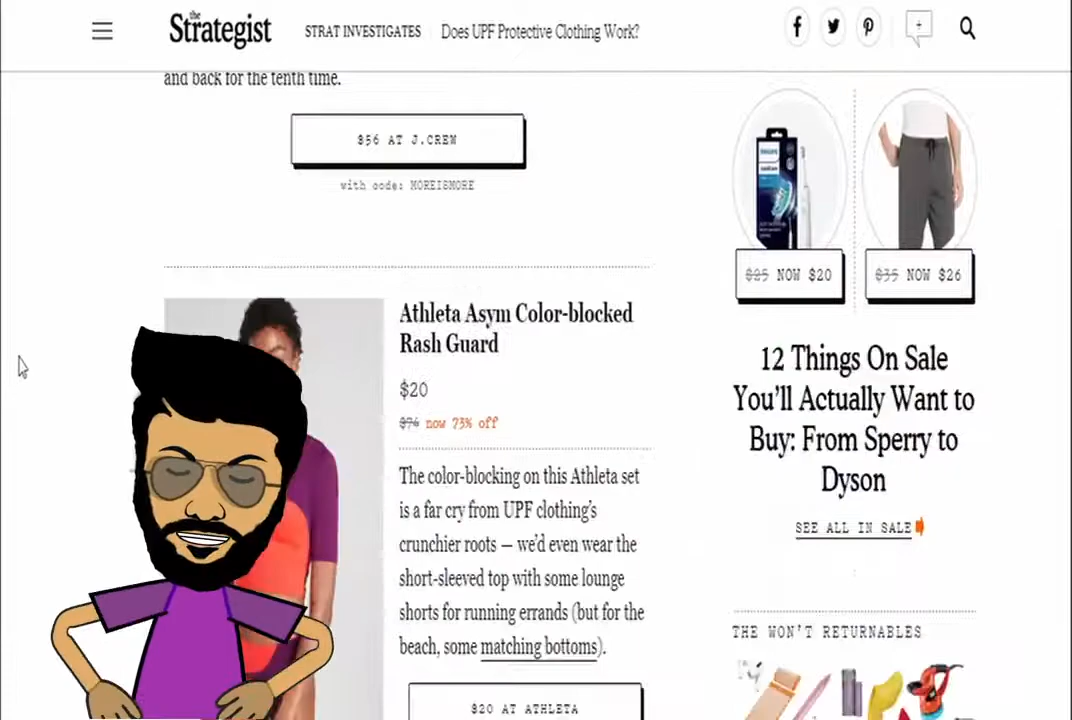 the
Strategist
STRAT INVESTIGATES
Does UPF Protective Clothing Work?
and back for the tenth time.
$56 AT J.CREW
with code: MOREISMORE
Athleta Asym Color-blocked
Rash Guard
$20
$74 now 73% off
The color-blocking on this Athleta set
is a far cry from UPF clothing's
crunchier roots — we'd even wear the
short-sleeved top with some lounge
shorts for running errands (but for the
beach, some matching bottoms).
$20 AT ATHLETA
$25 NOW $20
$35 NOW $26
12 Things On Sale
You'll Actually Want to
Buy: From Sperry to
Dyson
SEE ALL IN SALE
THE WON'T RETURNABLES